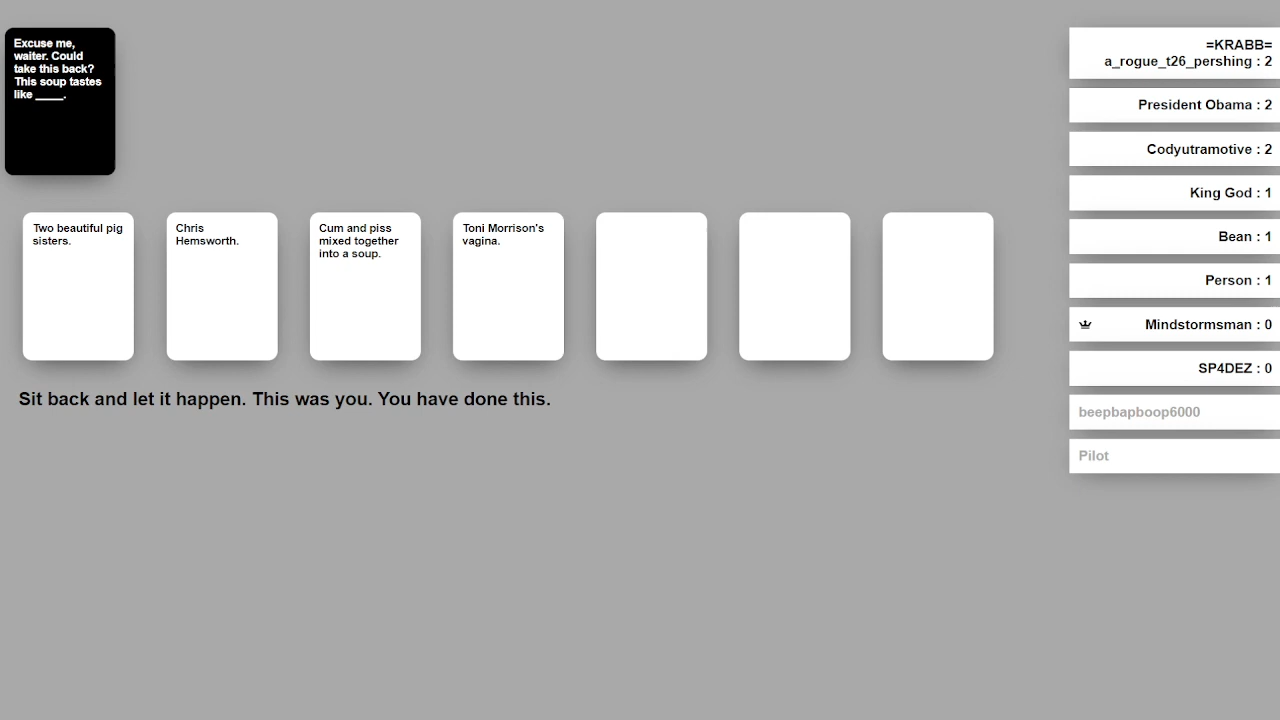 Excuse me,
waiter. Could
take this back?
This soup tastes
like _____.
Two beautiful pig
sisters.
Chris
Hemsworth.
Cum and piss
mixed together
into a soup.
Toni Morrison's
vagina.
Sit back and let it happen. This was you. You have done this.
=KRABB=
a_rogue_t26_pershing : 2
President Obama : 2
Codyutramotive : 2
King God : 1
Bean : 1
Person : 1
Mindstormsman : 0
SP4DEZ : 0
beepbapboop6000
Pilot